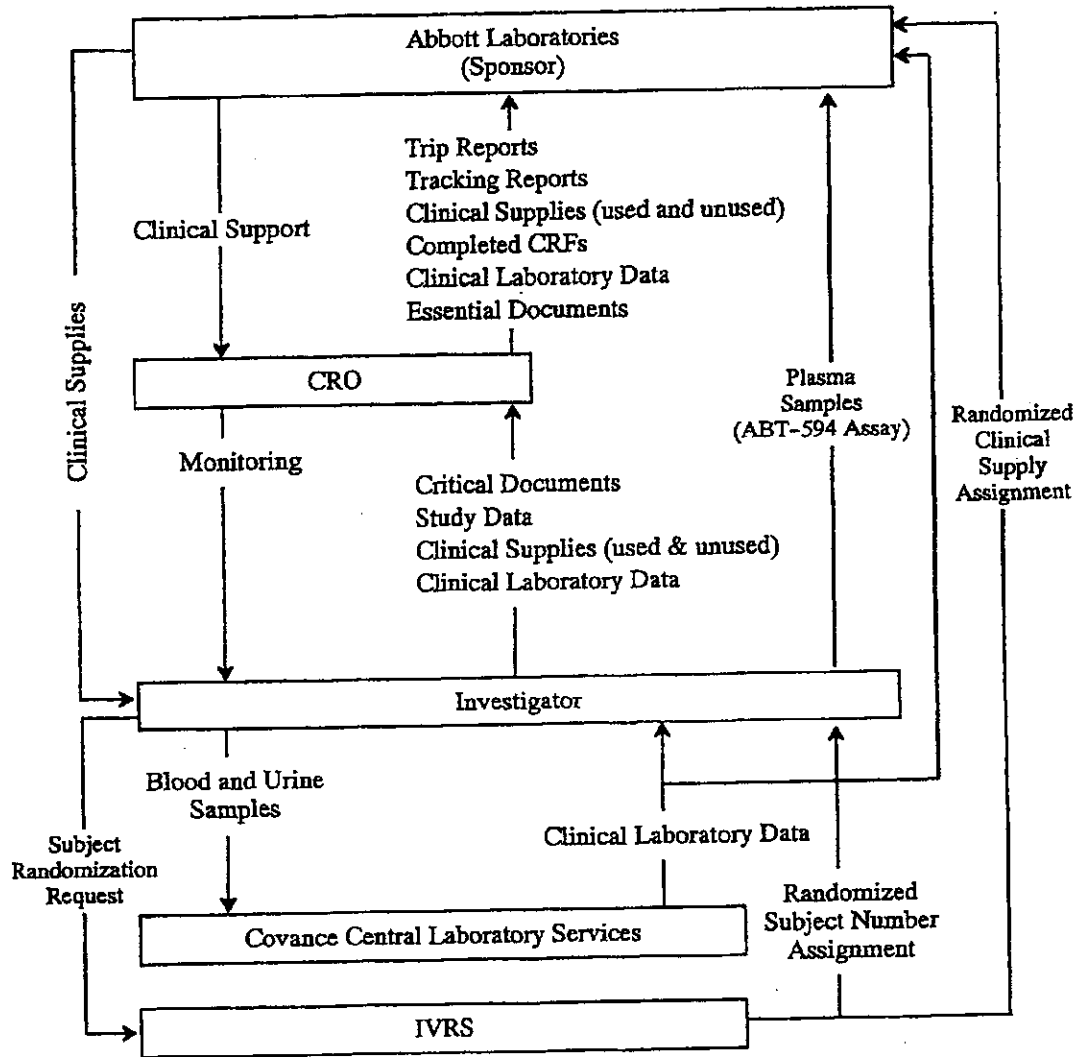 Abbott Laboratories
(Sponsor)
Trip Reports
Tracking Reports
Clinical Supplies (used and unused)
Completed CRFs
Clinical Laboratory Data
Essential Documents
Clinical Support
Clinical Supplies
CRO
Plasma
Samples
(ABT-594 Assay)
Randomized
Clinical
Supply
Assignment
Monitoring
Critical Documents
Study Data
Clinical Supplies (used & unused)
Clinical Laboratory Data
Investigator
Blood and Urine
Samples
Subject
Randomization
Request
Clinical Laboratory Data
Randomized
Subject Number
Assignment
Covance Central Laboratory Services
IVRS